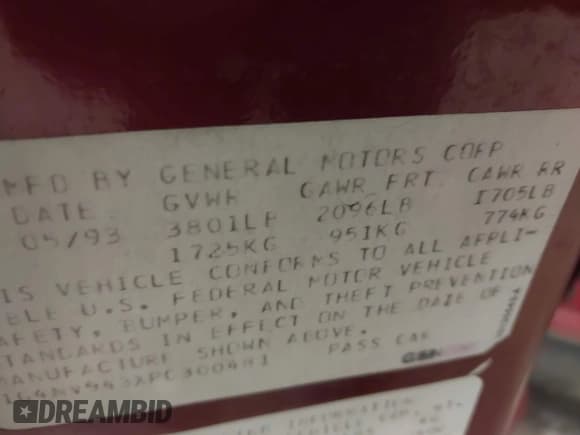 MFD BY GENERAL MOTORS CORP
DATE GVWR GAWR FRT GAWR RR
05/93 3801LB 2096LB 1705LB
1725KG 951KG 774KG
IS VEHICLE CONFORMS TO ALL APPLI-
BLE U.S. FEDERAL MOTOR VEHICLE
AFETY, BUMPER, AND THEFT PREVENTION
TANDARDS IN EFFECT ON THE DATE OF
ANUFACTURE SHOWN ABOVE.
PASS CAR
INFORMATION
DREAMBID